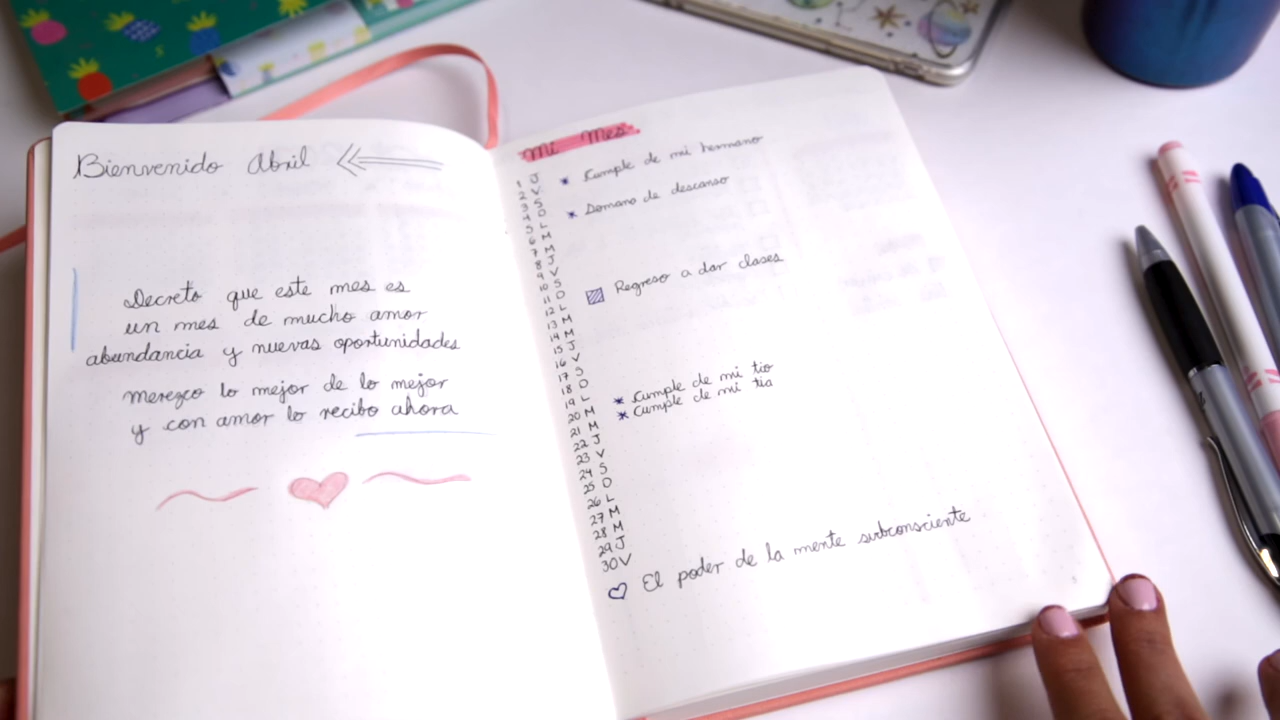 Bienvenido Abril
Decreto que este mes es
un mes de mucho amor
abundancia y nuevas oportunidades
merezco lo mejor de lo mejor
y con amor lo recibo ahora
Mi Mes
1 J
2 V
3 S
4 D
5 L
6 M
7 M
8 J
9 V
10 S
11 D
12 L
13 M
14 M
15 J
16 V
17 S
18 D
19 L
20 M
21 M
22 J
23 V
24 S
25 D
26 L
27 M
28 M
29 J
30 V
Cumple de mi hermano
Semana de descanso
Regreso a dar clases
Cumple de mi tio
Cumple de mi tia
El poder de la mente subconsciente